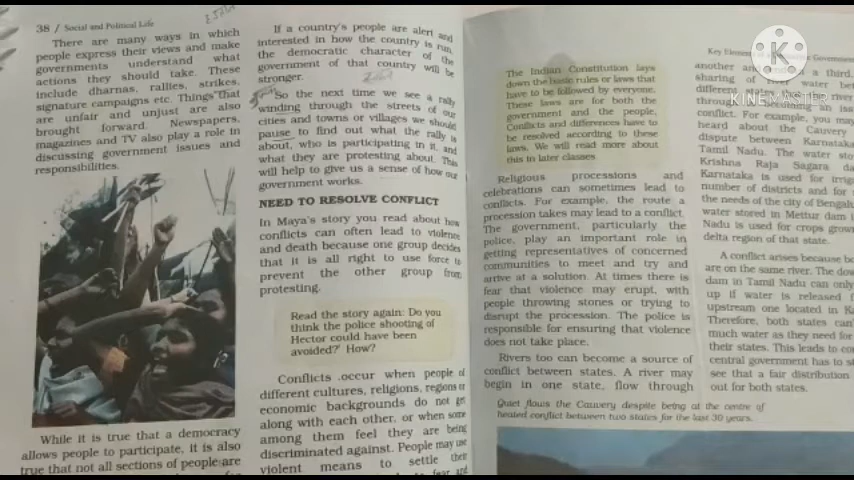 38 / Social and Political Life
There are many ways in which
people express their views and make
governments understand what
actions they should take. These
include dharnas, rallies, strikes,
signature campaigns etc. Things that
are unfair and unjust are also
brought forward. Newspapers,
magazines and TV also play a role in
discussing government issues and
responsibilities.
While it is true that a democracy
allows people to participate, it is also
true that not all sections of people are
If a country's people are alert and
interested in how the country is run,
the democratic character of the
government of that country will be
stronger.
So the next time we see a rally
winding through the streets of our
cities and towns or villages we should
pause to find out what the rally is
about, who is participating in it, and
what they are protesting about. This
will help to give us a sense of how our
government works.
NEED TO RESOLVE CONFLICT
In Maya's story you read about how
conflicts can often lead to violence
and death because one group decides
that it is all right to use force to
prevent the other group from
protesting.
Read the story again: Do you
think the police shooting of
Hector could have been
avoided? How?
Conflicts occur when people of
different cultures, religions, regions or
economic backgrounds do not get
along with each other, or when some
among them feel they are being
discriminated against. People may use
violent means to settle their
fear and
The Indian Constitution lays
down the basic rules or laws that
have to be followed by everyone.
These laws are for both the
government and the people.
Conflicts and differences have to
be resolved according to these
laws. We will read more about
this in later classes
Religious processions and
celebrations can sometimes lead to
conflicts. For example, the route a
procession takes may lead to a conflict.
The government, particularly the
police, play an important role in
getting representatives of concerned
communities to meet and try and
arrive at a solution. At times there is
fear that violence may erupt, with
people throwing stones or trying to
disrupt the procession. The police is
responsible for ensuring that violence
does not take place.
Rivers too can become a source of
conflict between states. A river may
begin in one state, flow through
Quiet flows the Cauvery despite being at the centre of
heated conflict between two states for the last 30 years.
Key
another and a third.
sharing of
different river
through
conflict. For example, you may
heard about the Cauvery
dispute between Karnataka
Tamil Nadu. The water
Krishna Raja Sagara
Karnataka is used for
number of districts and for
the needs of the city of
water stored in Mettur dam
Nadu is used for crops
delta region of that state.
A conflict arises because
are on the same river. The
dam in Tamil Nadu can only
up if water is released
upstream one located in
Therefore, both states
much water as they need for
their states. This leads to
central government has to
see that a fair distribution
out for both states.
KINEMASTER